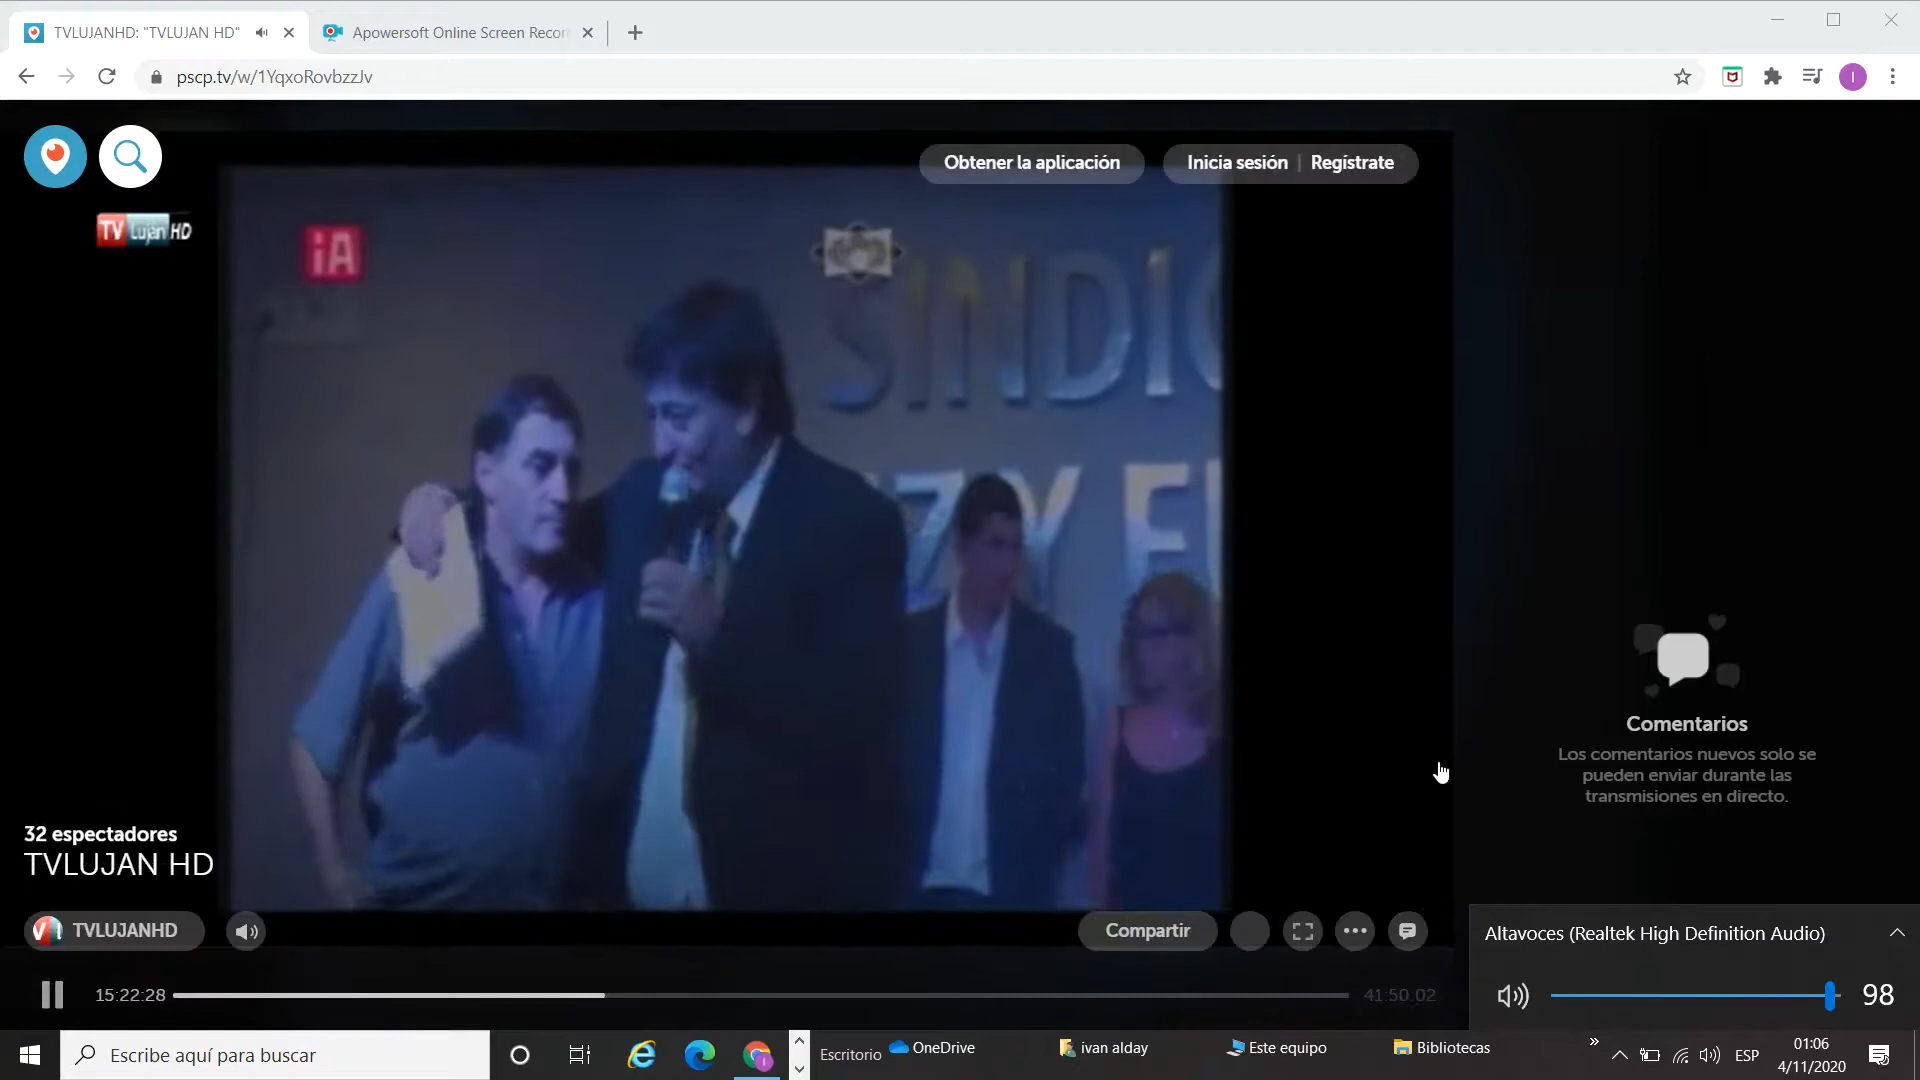 TVLUJANHD: "TVLUJAN HD"
Apowersoft Online Screen Recor
pscp.tv/w/1YqxoRovbzzJv
I
Obtener la aplicación
Inicia sesión | Regístrate
TV Luján HD
iA
SINDIC
Z Y F
Comentarios
Los comentarios nuevos solo se
pueden enviar durante las
transmisiones en directo.
32 espectadores
TVLUJAN HD
TVLUJANHD
Compartir
Altavoces (Realtek High Definition Audio)
15:22:28
41:50:02
98
Escribe aquí para buscar
Escritorio
OneDrive
ivan alday
Este equipo
Bibliotecas
ESP
01:06
4/11/2020